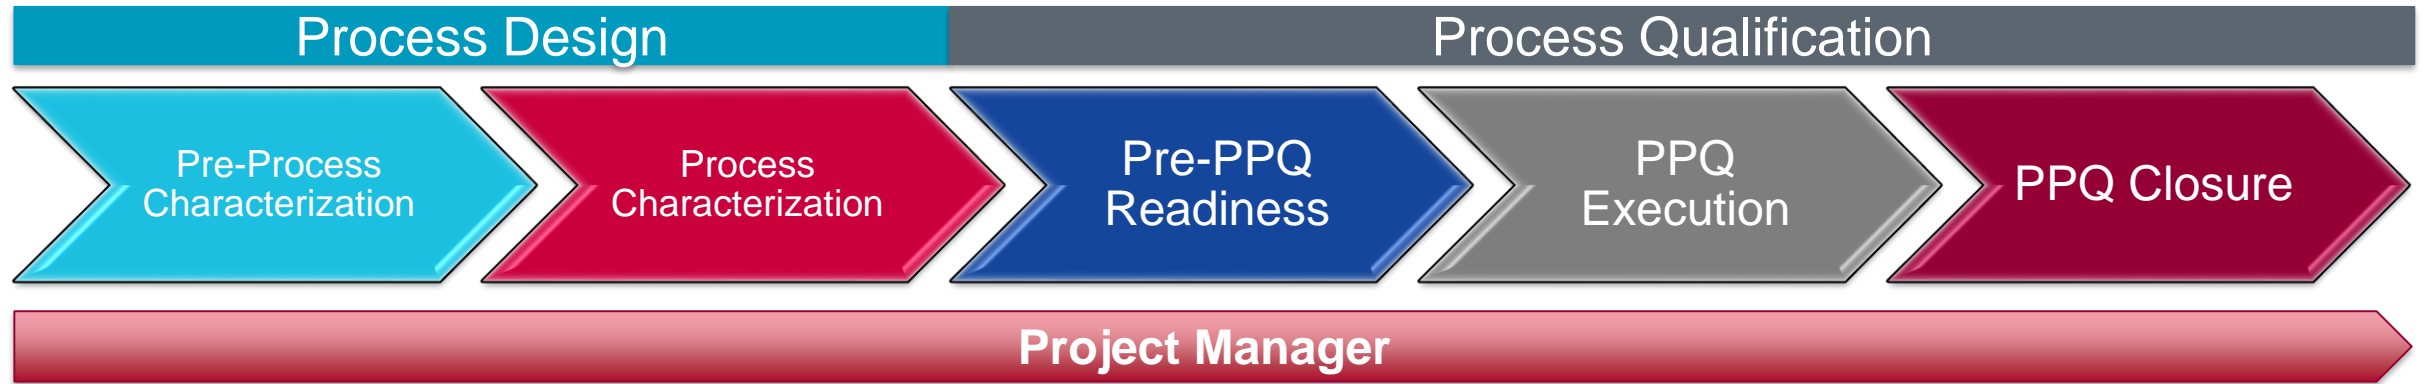 Process Design
Process Qualification
Pre-Process
Characterization
Process
Characterization
Pre-PPQ
Readiness
PPQ
Execution
PPQ Closure
Project Manager